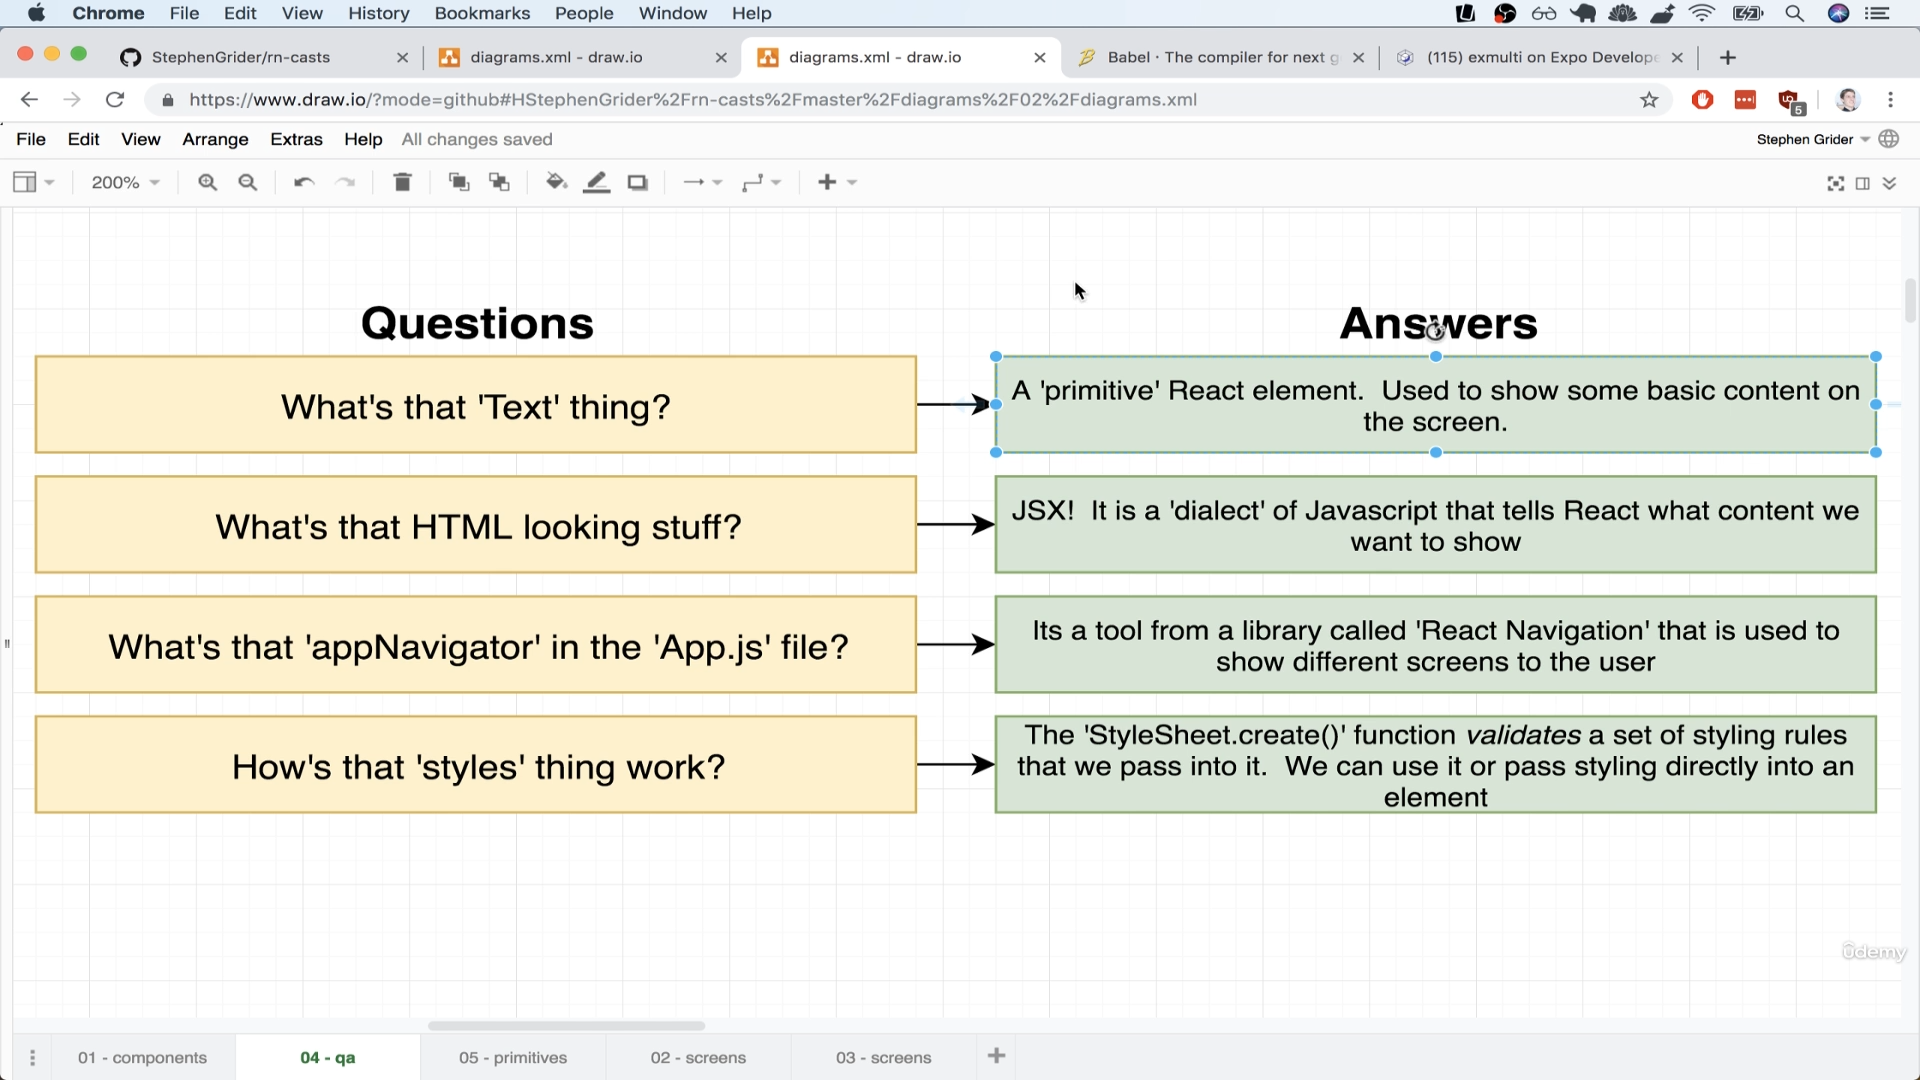 Chrome File Edit View History Bookmarks People Window Help
StephenGrider/rn-casts
diagrams.xml - draw.io
diagrams.xml - draw.io
Babel · The compiler for next g
(115) exmulti on Expo Develope
https://www.draw.io/?mode=github#HStephenGrider%2Frn-casts%2Fmaster%2Fdiagrams%2F02%2Fdiagrams.xml
5
File Edit View Arrange Extras Help All changes saved
Stephen Grider
200%
Questions
Answers
What's that 'Text' thing?
A 'primitive' React element. Used to show some basic content on
the screen.
What's that HTML looking stuff?
JSX! It is a 'dialect' of Javascript that tells React what content we
want to show
What's that 'appNavigator' in the 'App.js' file?
Its a tool from a library called 'React Navigation' that is used to
show different screens to the user
How's that 'styles' thing work?
The 'StyleSheet.create()' function validates a set of styling rules
that we pass into it. We can use it or pass styling directly into an
element
ûdemy
01 - components
04 - qa
05 - primitives
02 - screens
03 - screens